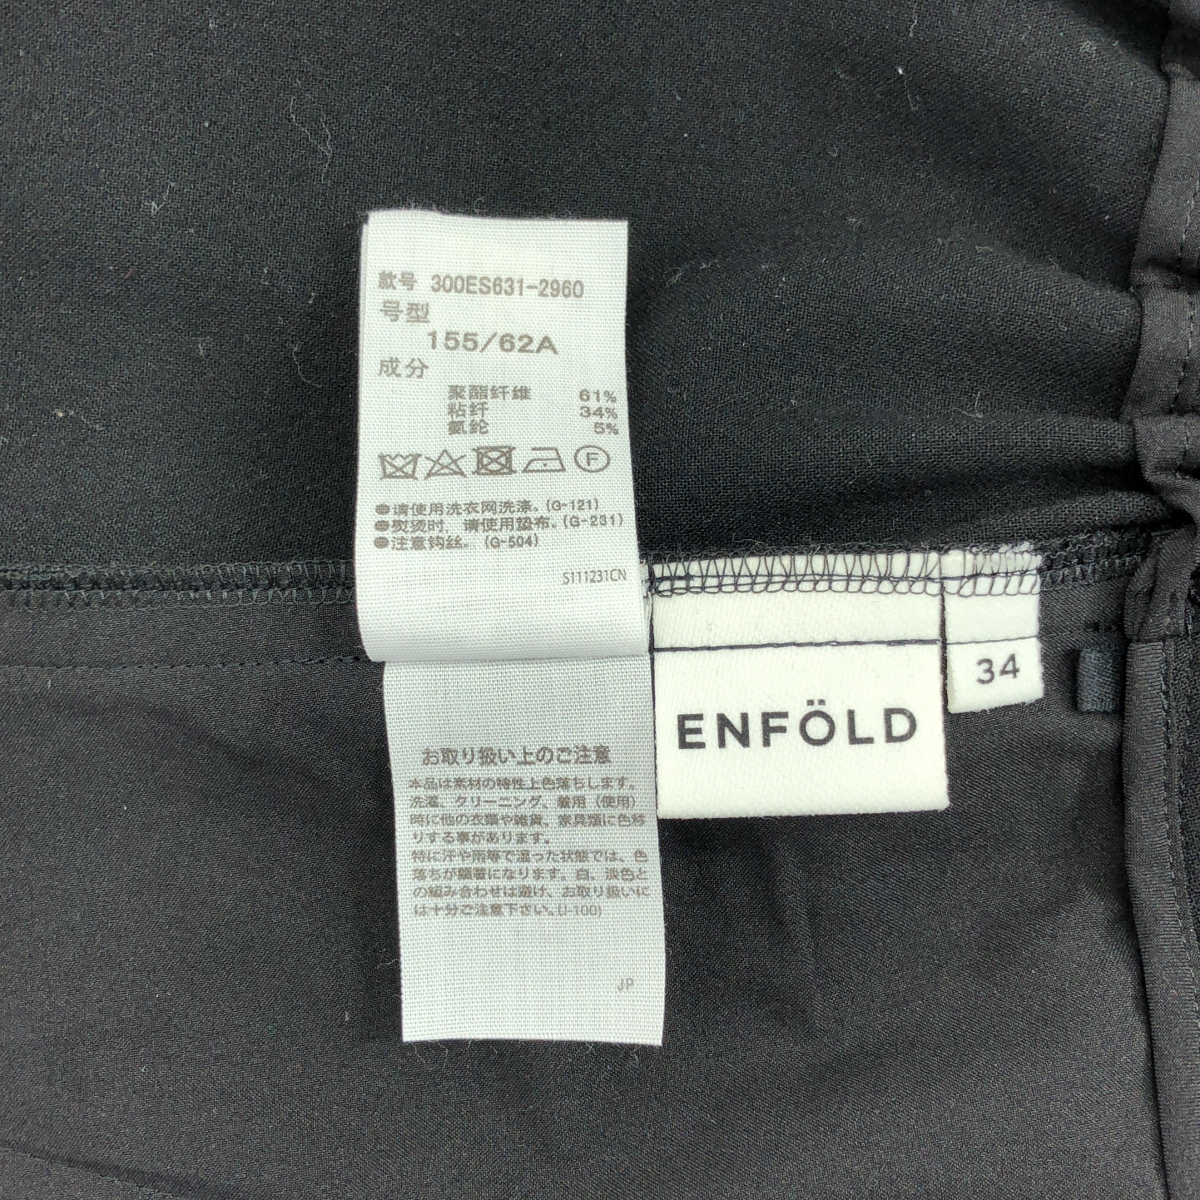 款号 300ES631-2960
号型
155/62A
成分
聚酯纤维 61%
粘纤 34%
氨纶 5%
F
●请使用洗衣网洗涤。(G-121)
●熨烫时，请使用垫布。(G-231)
●注意钩丝。(G-504)
S111231CN
お取り扱い上のご注意
本品は素材の特性上色落ちします。
洗濯、クリーニング、着用（使用）
時に他の衣類や雑貨、家具類に色移
りする事があります。
特に汗や雨等で湿った状態では、色
落ちが顕著になります。白、淡色と
の組み合わせは避け、お取り扱いに
は十分ご注意下さい。(J-100)
JP
ENFÖLD
34